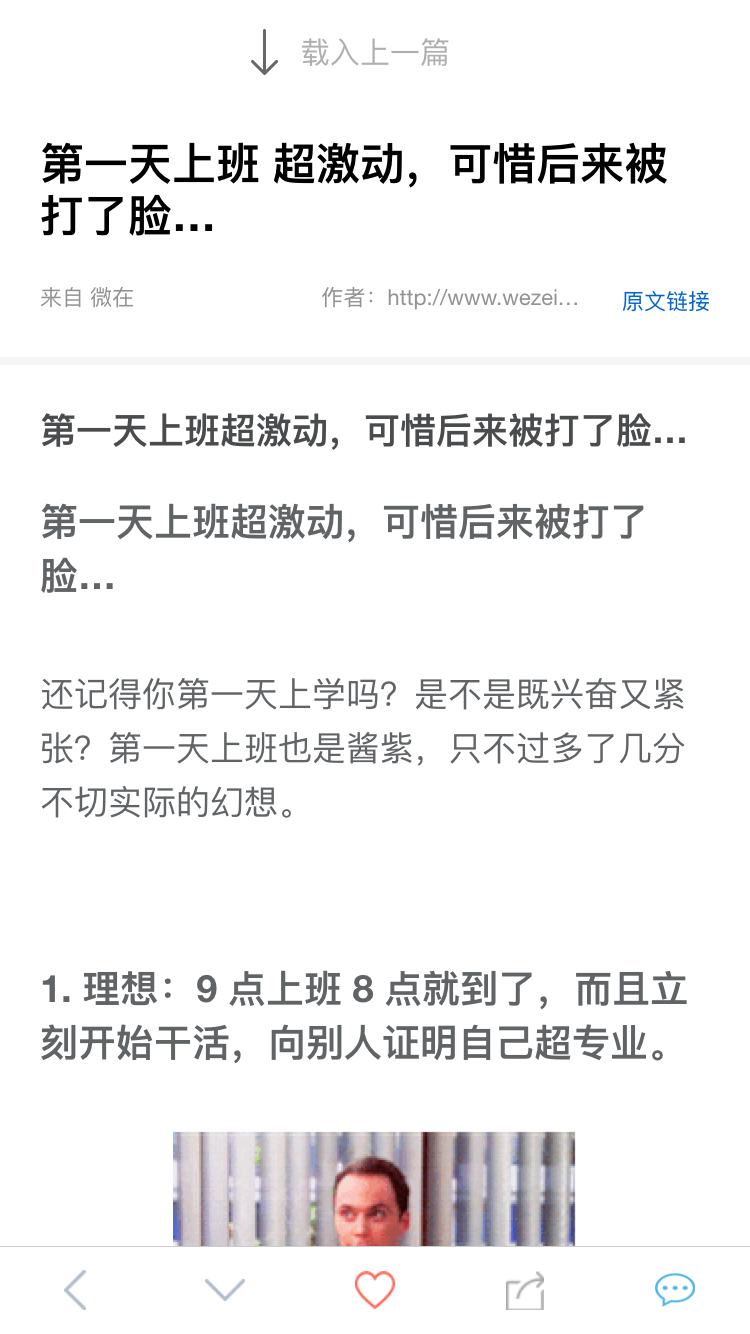 载入上一篇
第一天上班 超激动，可惜后来被
打了脸...
来自 微在
作者：http://www.wezei...
原文链接
第一天上班超激动，可惜后来被打了脸...
第一天上班超激动，可惜后来被打了
脸...
还记得你第一天上学吗？是不是既兴奋又紧
张？第一天上班也是酱紫，只不过多了几分
不切实际的幻想。
1. 理想：9 点上班 8 点就到了，而且立
刻开始干活，向别人证明自己超专业。